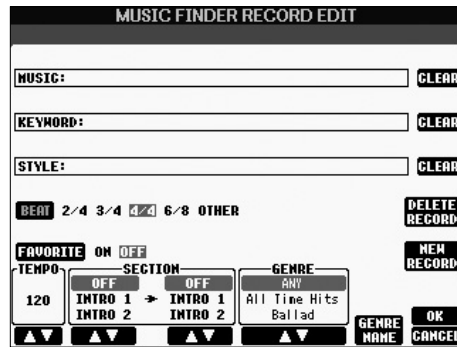 MUSIC FINDER RECORD EDIT
MUSIC: CLEAR
KEYWORD: CLEAR
STYLE: CLEAR
BEAT 2/4 3/4 4/4 6/8 OTHER
DELETE RECORD
FAVORITE ON OFF
NEW RECORD
TEMPO SECTION GENRE
OFF OFF ANY
120 INTRO 1 → INTRO 1 All Time Hits
INTRO 2 INTRO 2 Ballad
GENRE NAME
OK
CANCEL